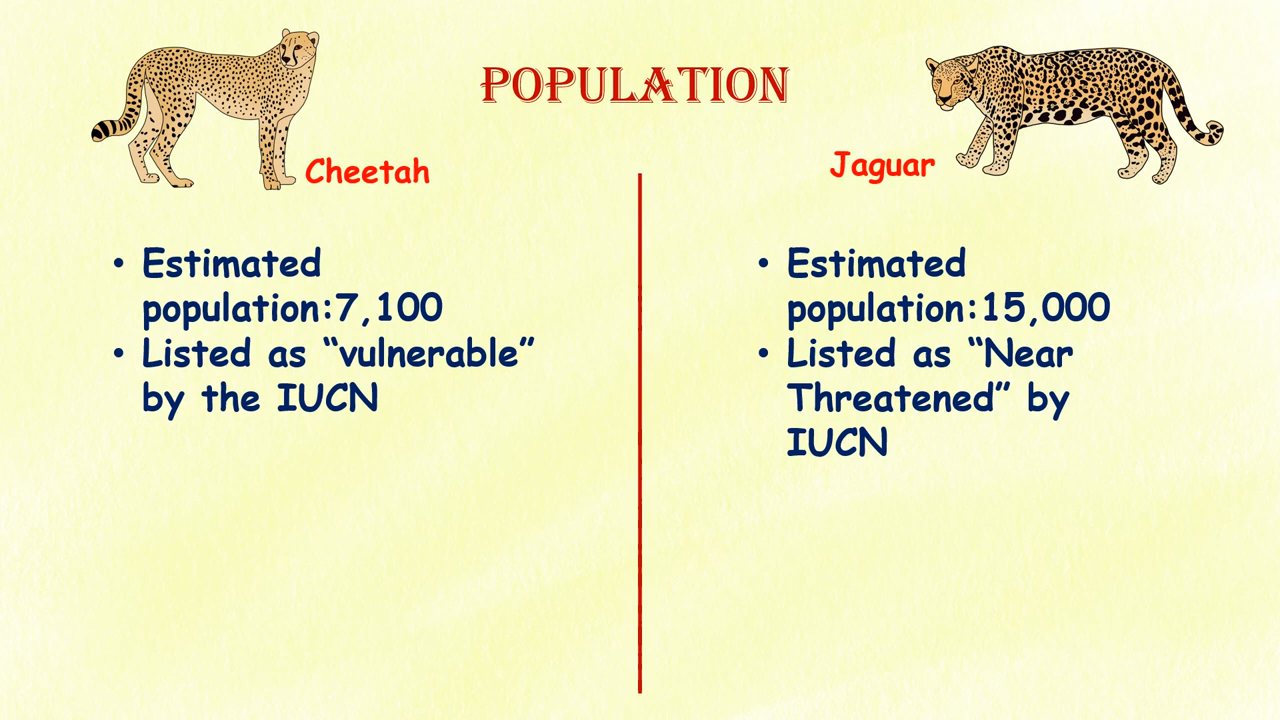 POPULATION
Cheetah
• Estimated
population:7,100
• Listed as “vulnerable”
by the IUCN
Jaguar
• Estimated
population:15,000
• Listed as “Near
Threatened” by
IUCN